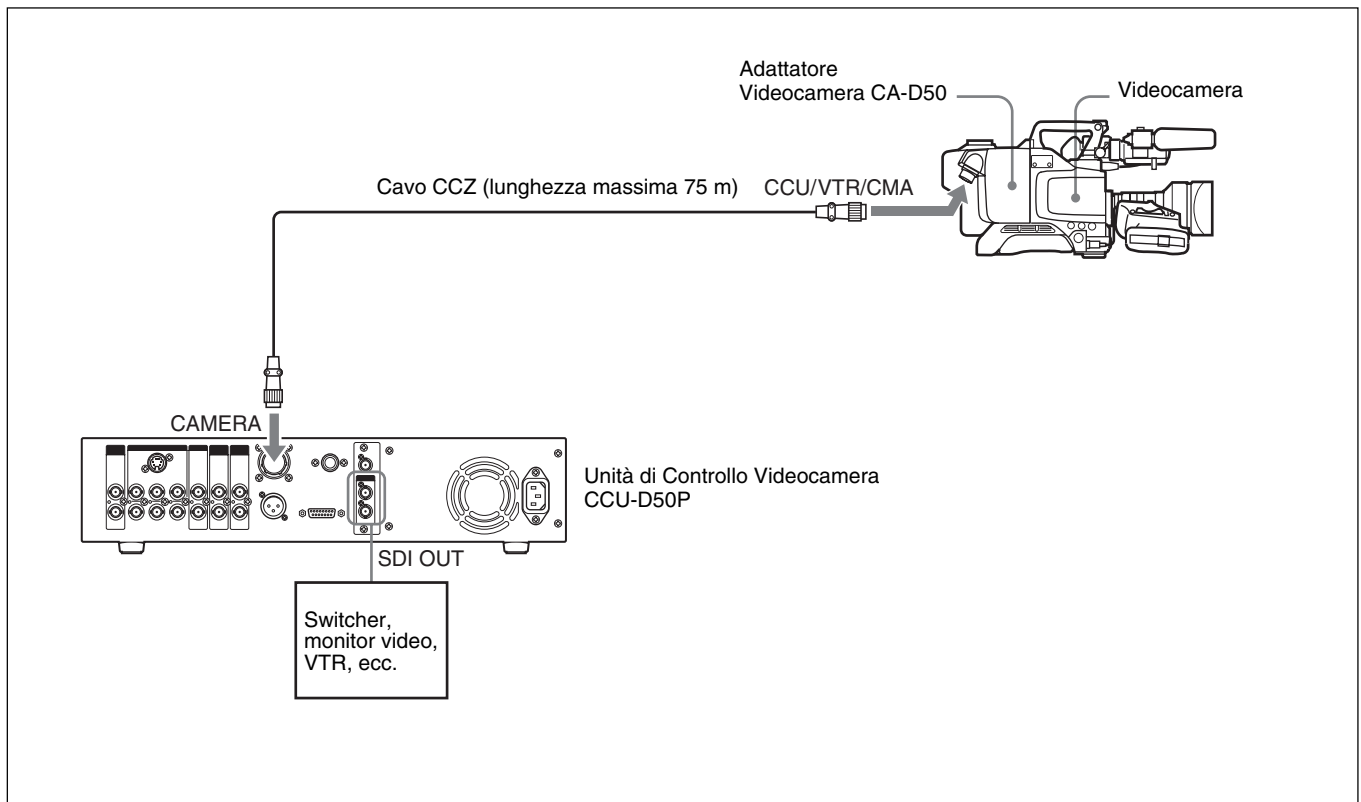 Adattatore
Videocamera CA-D50
Videocamera
Cavo CCZ (lunghezza massima 75 m)
CCU/VTR/CMA
CAMERA
Unità di Controllo Videocamera
CCU-D50P
SDI OUT
Switcher,
monitor video,
VTR, ecc.